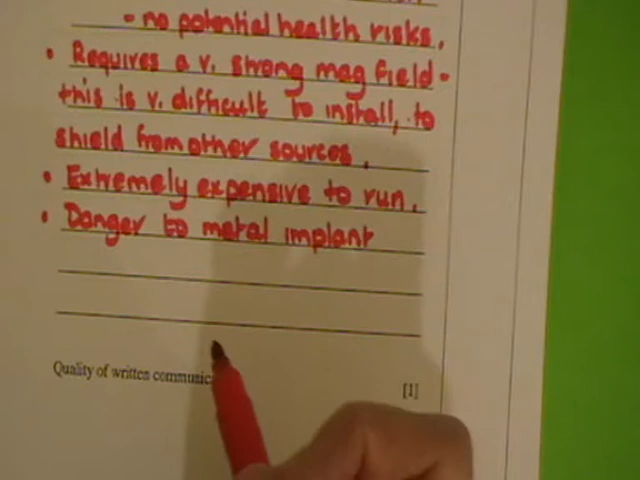 - no potential health risks.
• Requires a v. strong mag field -
this is v. difficult to install, to
shield from other sources.
• Extremely expensive to run.
• Danger to metal implant
Quality of written communic
[1]